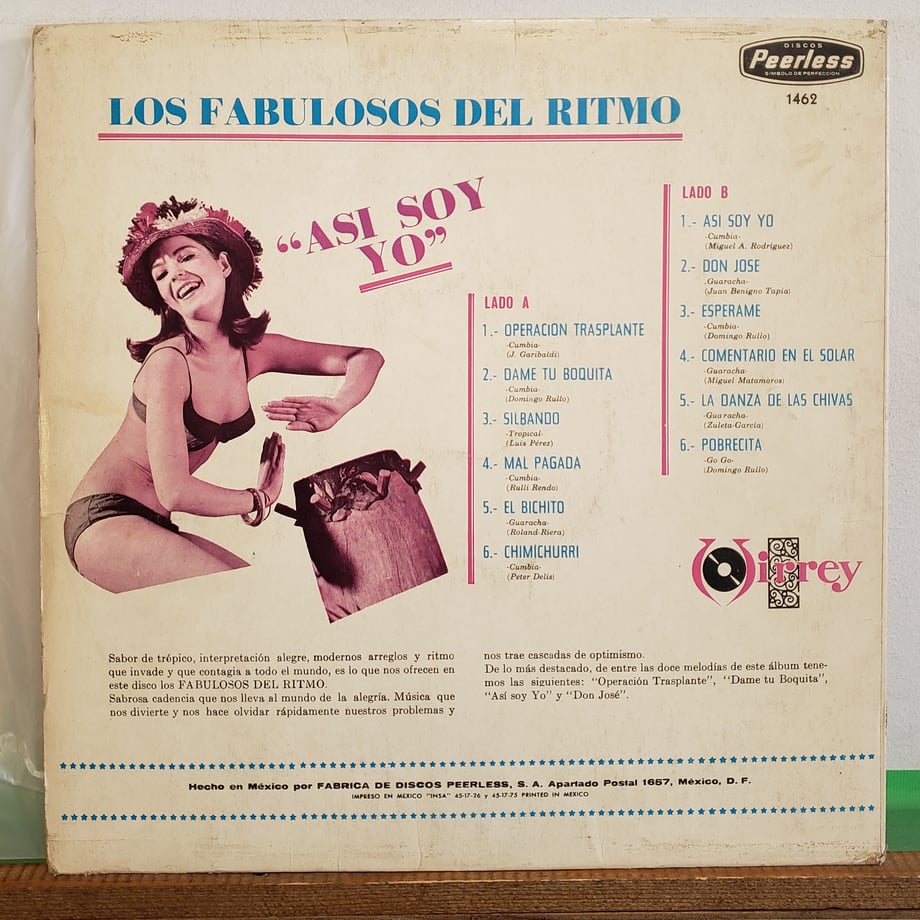 DISCOS
Peerless
SIMBOLO DE PERFECCION
1462
LOS FABULOSOS DEL RITMO
"ASI SOY
YO"
LADO A
1.- OPERACION TRASPLANTE
-Cumbia-
(J. Garibaldi)
2.- DAME TU BOQUITA
-Cumbia-
(Domingo Rullo)
3.- SILBANDO
-Tropical-
(Luis Pérez)
4.- MAL PAGADA
-Cumbia-
(Rulli Rendo)
5.- EL BICHITO
-Guaracha-
(Roland-Riera)
6.- CHIMICHURRI
-Cumbia-
(Peter Delis)
LADO B
1.- ASI SOY YO
-Cumbia-
(Miguel A. Rodríguez)
2.- DON JOSE
-Guaracha-
(Juan Benigno Tapia)
3.- ESPERAME
-Cumbia-
(Domingo Rullo)
4.- COMENTARIO EN EL SOLAR
-Guaracha-
(Miguel Matamoros)
5.- LA DANZA DE LAS CHIVAS
-Guaracha-
(Zuleta-García)
6.- POBRECITA
-Go Go-
(Domingo Rullo)
Virrey
Sabor de trópico, interpretación alegre, modernos arreglos y ritmo
que invade y que contagia a todo el mundo, es lo que nos ofrecen en
este disco los FABULOSOS DEL RITMO.
Sabrosa cadencia que nos lleva al mundo de la alegría. Música que
nos divierte y nos hace olvidar rápidamente nuestros problemas y
nos trae cascadas de optimismo.
De lo más destacado, de entre las doce melodías de este álbum tene-
mos las siguientes: "Operación Trasplante", "Dame tu Boquita",
"Así soy Yo" y "Don José".
Hecho en México por FABRICA DE DISCOS PEERLESS, S. A. Apartado Postal 1657, México, D. F.
IMPRESO EN MEXICO "INSA" 45-17-26 y 45-17-75 PRINTED IN MEXICO